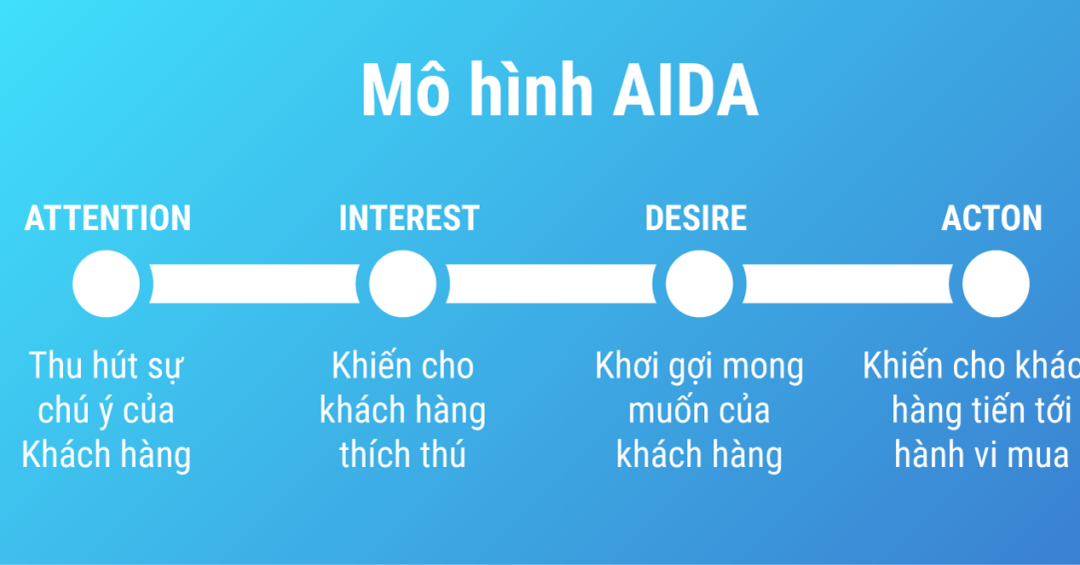 Mô hình AIDA
ATTENTION
Thu hút sự
chú ý của
Khách hàng
INTEREST
Khiến cho
khách hàng
thích thú
DESIRE
Khơi gợi mong
muốn của
khách hàng
ACTON
Khiến cho khác
hàng tiến tới
hành vi mua